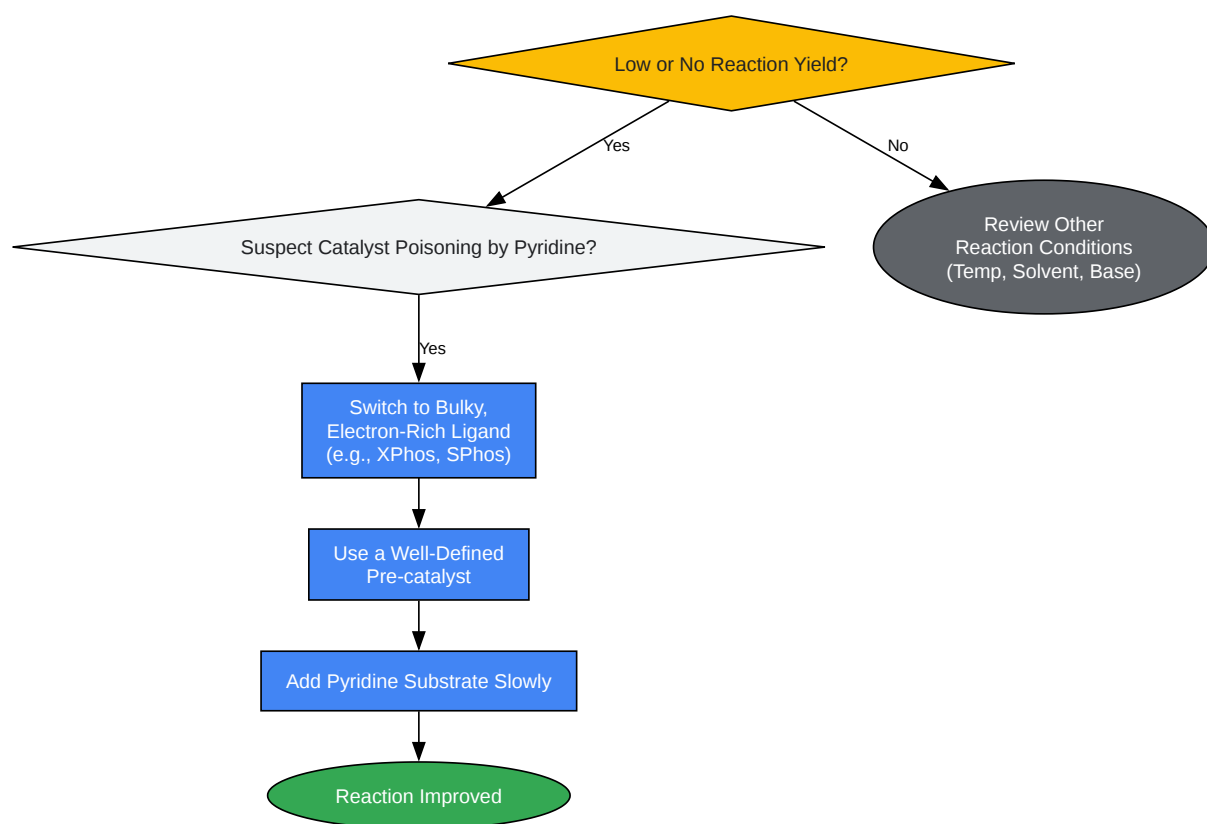 Low or No Reaction Yield?
Yes
No
Suspect Catalyst Poisoning by Pyridine?
Review Other
Reaction Conditions
(Temp, Solvent, Base)
Yes
Switch to Bulky,
Electron-Rich Ligand
(e.g., XPhos, SPhos)
Use a Well-Defined
Pre-catalyst
Add Pyridine Substrate Slowly
Reaction Improved